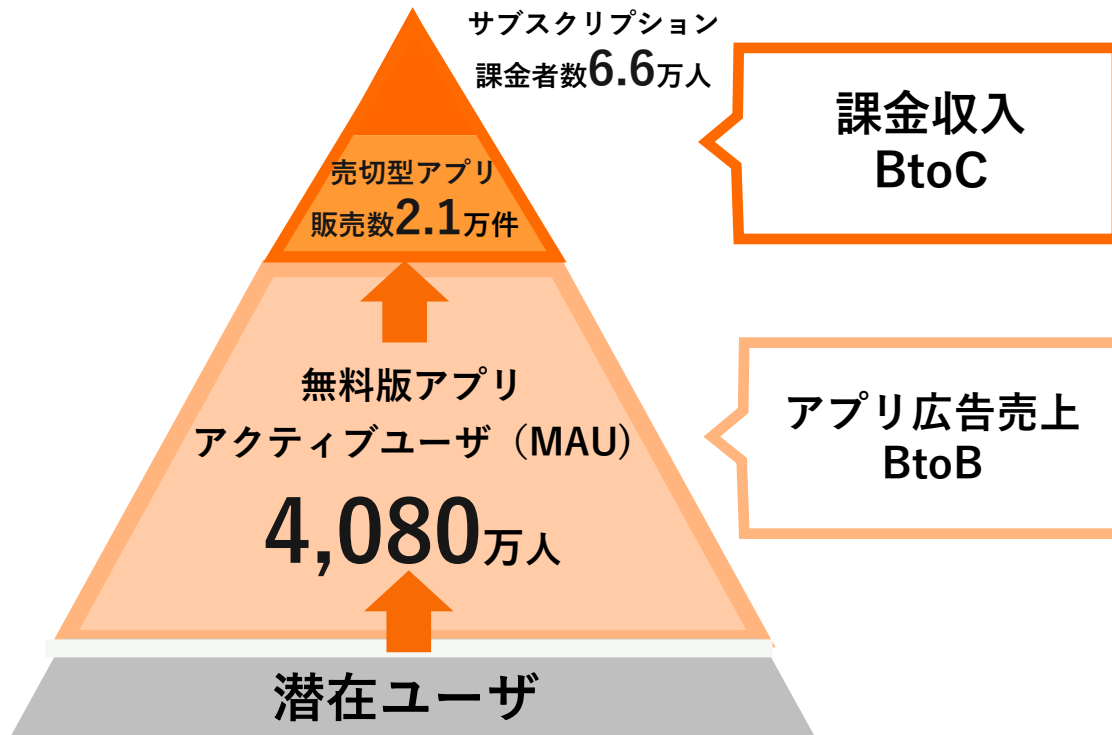 サブスクリプション
課金者数6.6万人
課金収入
BtoC
売切型アプリ
販売数2.1万件
無料版アプリ
アクティブユーザ（MAU）
4,080万人
アプリ広告売上
BtoB
潜在ユーザ